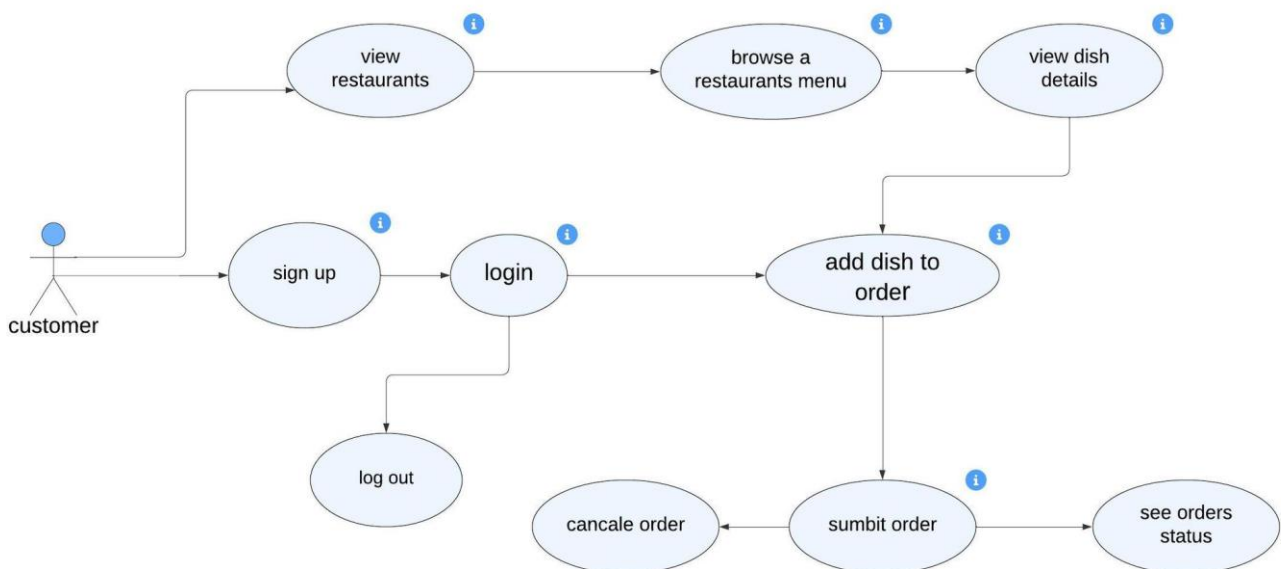 view
restaurants
browse a
restaurants menu
view dish
details
sign up
login
add dish to
order
customer
log out
cancale order
sumbit order
see orders
status